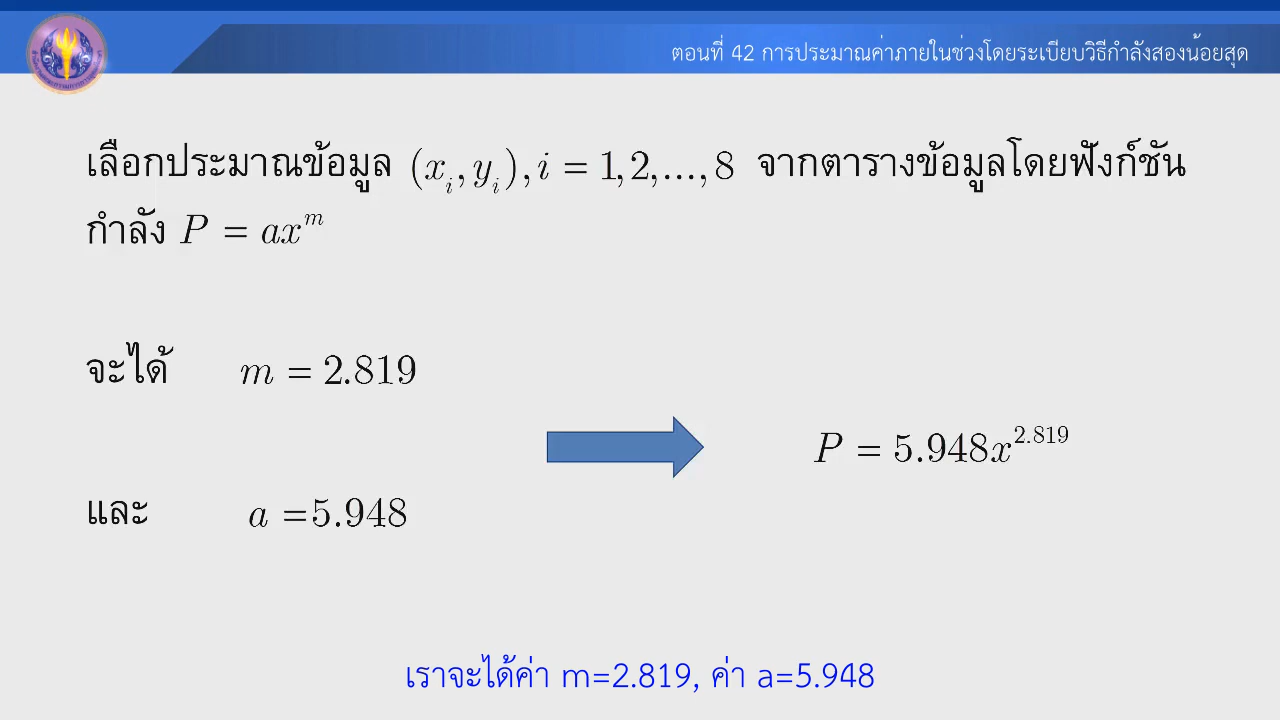 ตอนที่ 42 การประมาณค่าภายในช่วงโดยระเบียบวิธีกำลังสองน้อยสุด
เลือกประมาณข้อมูล (x_i, y_i), i = 1,2,...,8 จากตารางข้อมูลโดยฟังก์ชัน
กำลัง P = ax^m
จะได้ m = 2.819
P = 5.948x^{2.819}
และ a =5.948
เราจะได้ค่า m=2.819, ค่า a=5.948